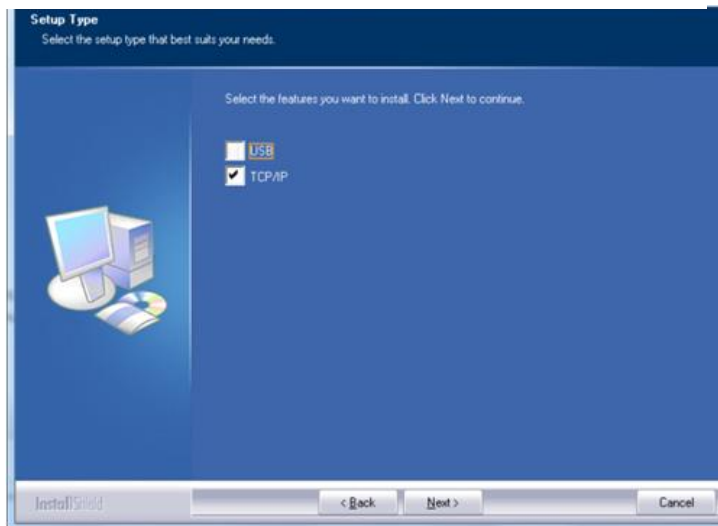 Setup Type
Select the setup type that best suits your needs.
Select the features you want to install. Click Next to continue.
USB
TCP/IP
InstallShield
< Back Next > Cancel